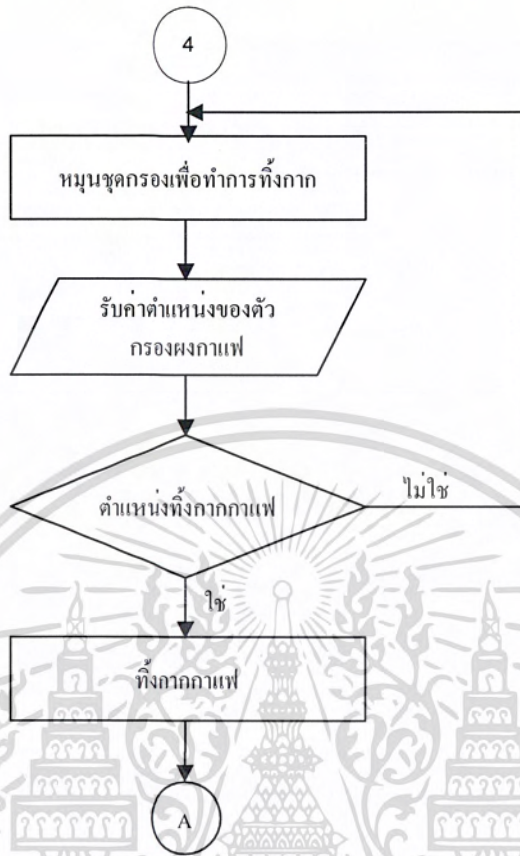 4
หมุนชุดกรองเพื่อทำการทิ้งกาก
รับค่าตำแหน่งของตัว
กรองผงกาแฟ
ตำแหน่งทิ้งกากกาแฟ
ไม่ใช่
ใช่
ทิ้งกากกาแฟ
A